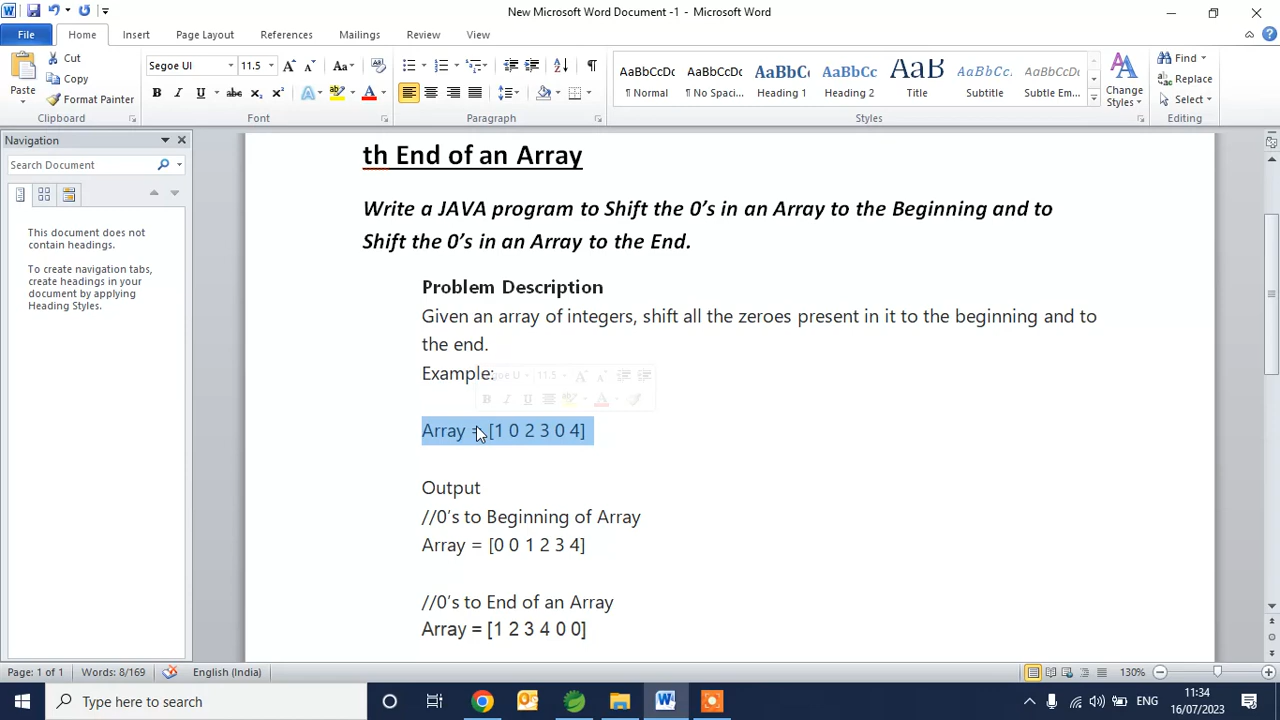 New Microsoft Word Document -1 - Microsoft Word
File Home Insert Page Layout References Mailings Review View
Paste
Cut
Copy
Format Painter
Clipboard
Segoe UI 11.5
Font
Paragraph
AaBbCcDc AaBbCcDc AaBbC AaBbCc AaB AaBbCcI AaBbCcDc
¶ Normal ¶ No Spaci... Heading 1 Heading 2 Title Subtitle Subtle Em...
Styles
Change
Styles
Find
Replace
Select
Editing
Navigation
Search Document
This document does not
contain headings.
To create navigation tabs,
create headings in your
document by applying
Heading Styles.
th End of an Array
Write a JAVA program to Shift the 0’s in an Array to the Beginning and to
Shift the 0’s in an Array to the End.
Problem Description
Given an array of integers, shift all the zeroes present in it to the beginning and to
the end.
Example:
Array = [1 0 2 3 0 4]
Output
//0's to Beginning of Array
Array = [0 0 1 2 3 4]
//0's to End of an Array
Array = [1 2 3 4 0 0]
Page: 1 of 1 Words: 8/169 English (India) 130%
Type here to search
ENG
11:34
16/07/2023